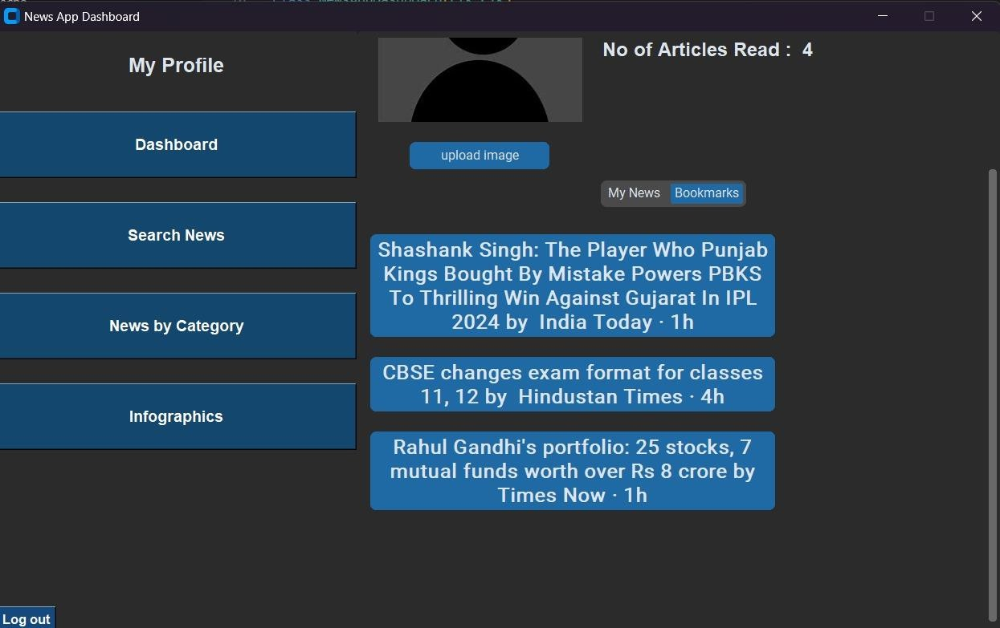 News App Dashboard
My Profile
No of Articles Read : 4
Dashboard
upload image
My News
Bookmarks
Search News
Shashank Singh: The Player Who Punjab
Kings Bought By Mistake Powers PBKS
To Thrilling Win Against Gujarat In IPL
2024 by India Today · 1h
News by Category
CBSE changes exam format for classes
11, 12 by Hindustan Times · 4h
Infographics
Rahul Gandhi's portfolio: 25 stocks, 7
mutual funds worth over Rs 8 crore by
Times Now · 1h
Log out